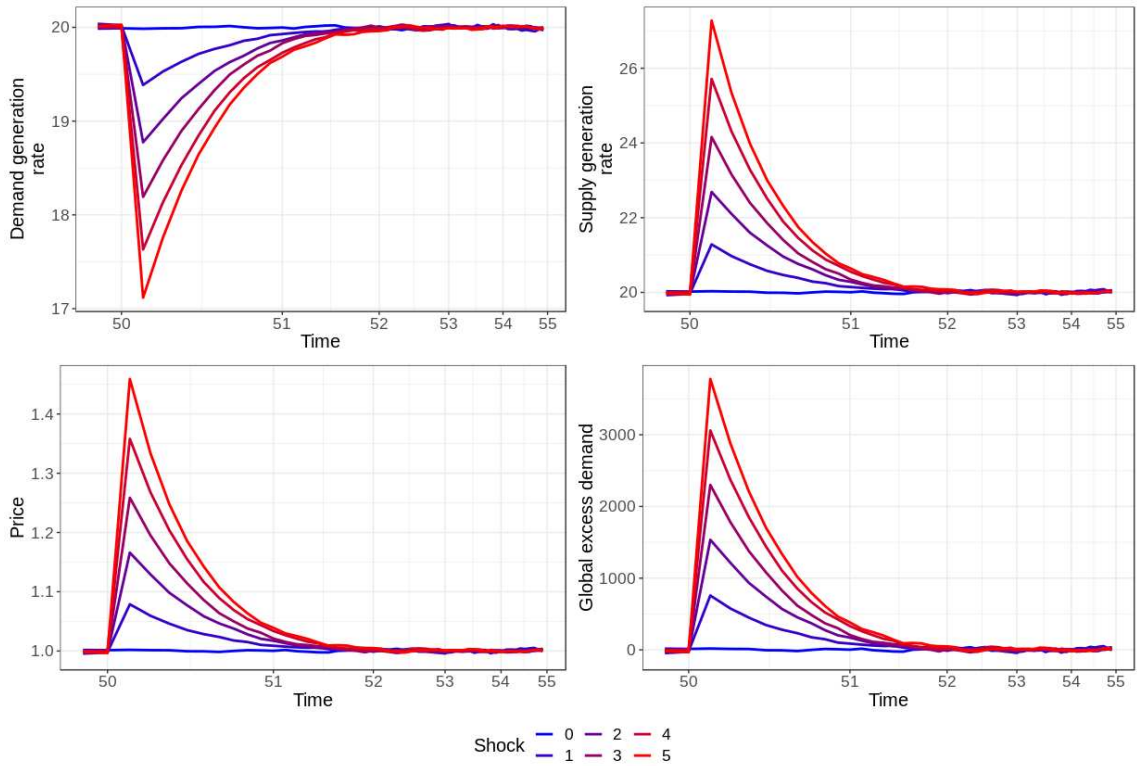 Demand generation
rate
20
19
18
17
50 51 52 53 54 55
Time
Supply generation
rate
26
24
22
20
50 51 52 53 54 55
Time
Price
1.4
1.3
1.2
1.1
1.0
50 51 52 53 54 55
Time
Global excess demand
3000
2000
1000
0
50 51 52 53 54 55
Time
Shock
0 2 4
1 3 5